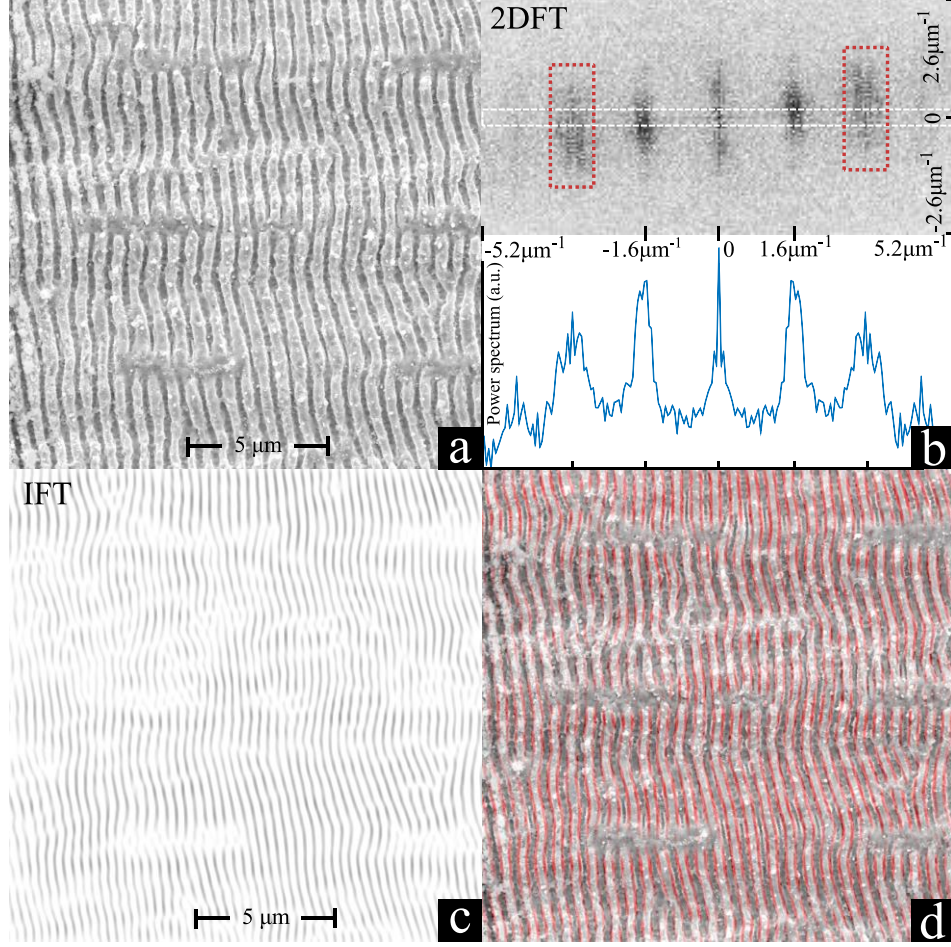 2DFT
2.6μm-1
0
-2.6μm-1
-5.2μm-1
-1.6μm-1
0
1.6μm-1
5.2μm-1
Power spectrum (a.u.)
5 μm
a
b
IFT
5 μm
c
d